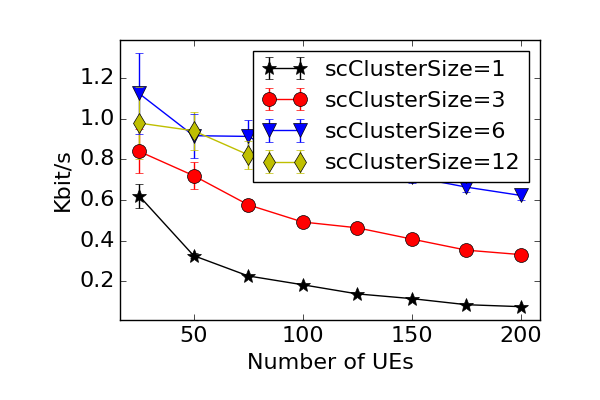 1.2
1.0
0.8
0.6
0.4
0.2
Kbit/s
scClusterSize=1
scClusterSize=3
scClusterSize=6
scClusterSize=12
50
100
150
200
Number of UEs